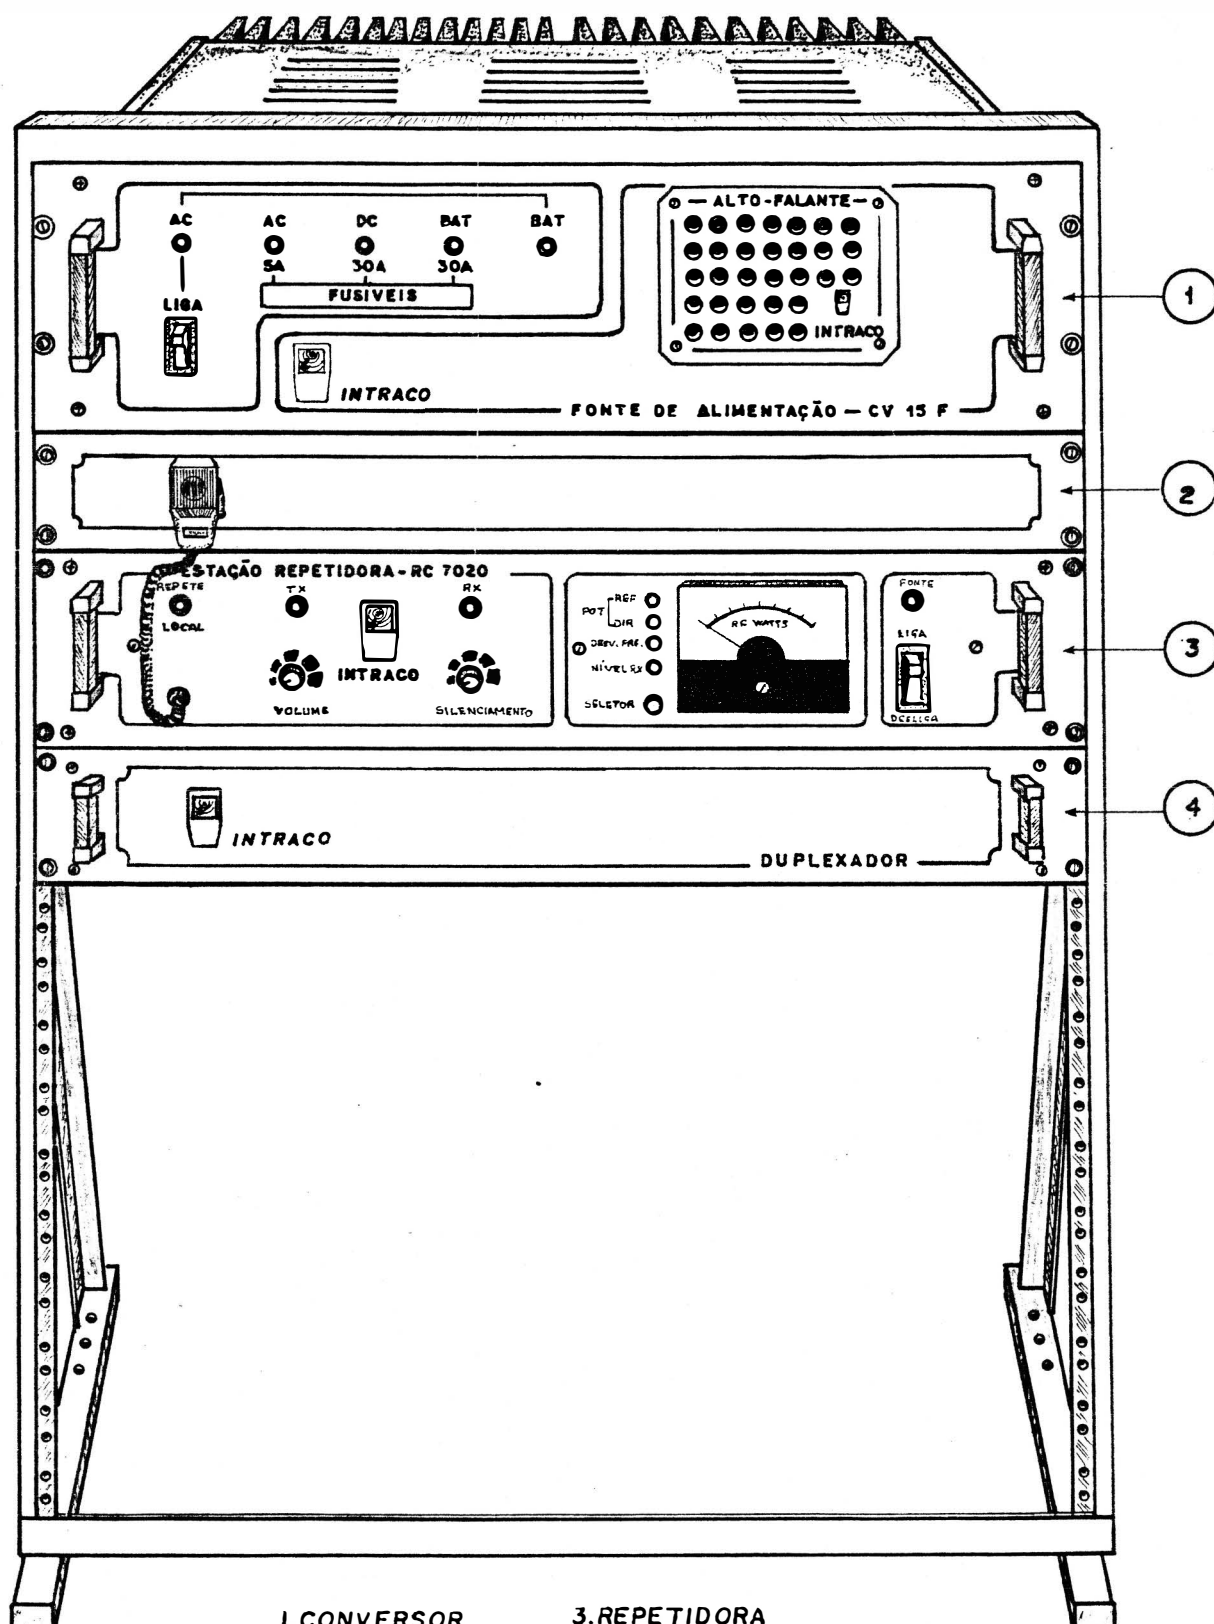 AC AC DC BAT BAT
5A 30A 30A
FUSIVEIS
LIGA
INTRACO
ALTO-FALANTE
INTRACO
FONTE DE ALIMENTAÇÃO - CV 15 F
1
2
ESTAÇÃO REPETIDORA - RC 7020
REPETE TX RX
LOCAL
INTRACO
VOLUME SILENCIAMENTO
POT REF
DIR
DESV. FRE.
NÍVEL RX
SELETOR
RF WATTS
FONTE
LIGA
DESLIGA
3
INTRACO
DUPLEXADOR
4
1.CONVERSOR 3.REPETIDORA